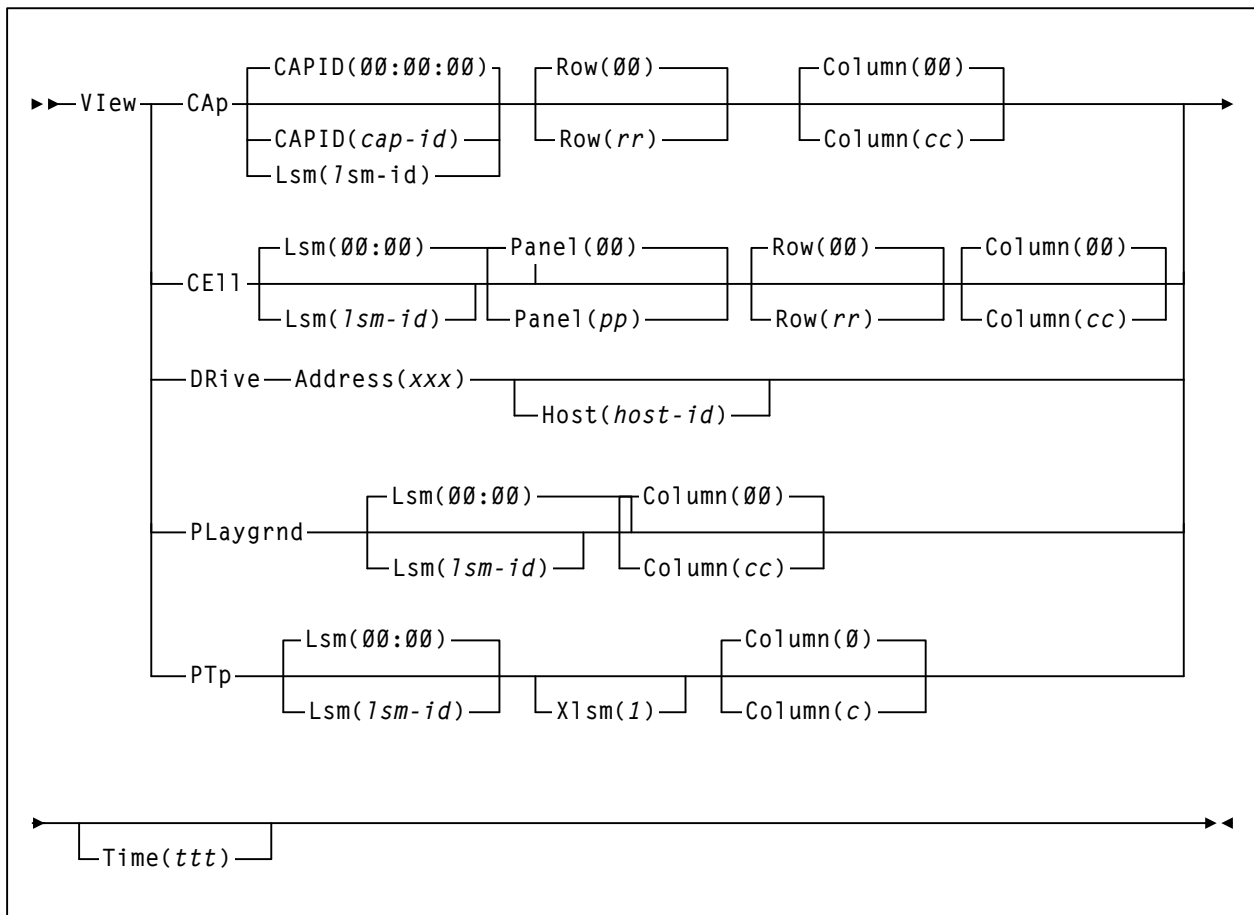 CAPID(00:00:00) Row(00) Column(00)
VIew CAp
CAPID(cap-id) Row(rr) Column(cc)
Lsm(lsm-id)
Lsm(00:00) Panel(00) Row(00) Column(00)
CEll
Lsm(lsm-id) Panel(pp) Row(rr) Column(cc)
DRive Address(xxx)
Host(host-id)
Lsm(00:00) Column(00)
PLaygrnd
Lsm(lsm-id) Column(cc)
Lsm(00:00) Column(0)
PTp
Lsm(lsm-id) Xlsm(1) Column(c)
Time(ttt)